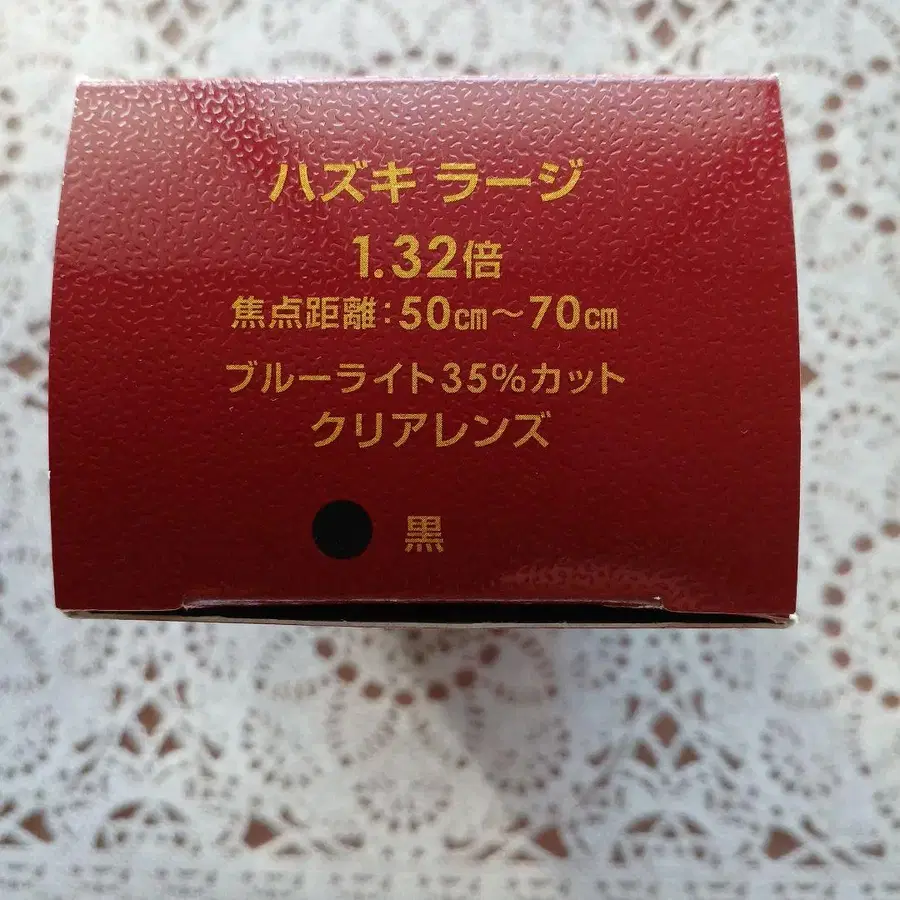 ハズキ ラージ
1.32倍
焦点距離:50㎝～70㎝
ブルーライト35%カット
クリアレンズ
黒